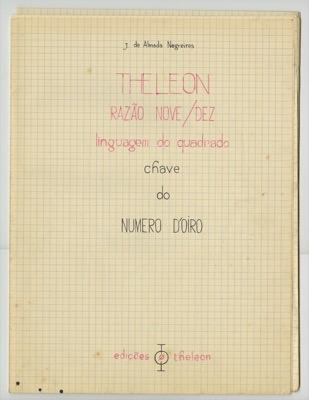 J. de Almada Negreiros
THELEON
RAZÃO NOVE/DEZ
linguagem do quadrado
chave
do
NUMERO D'OIRO
edições theleon